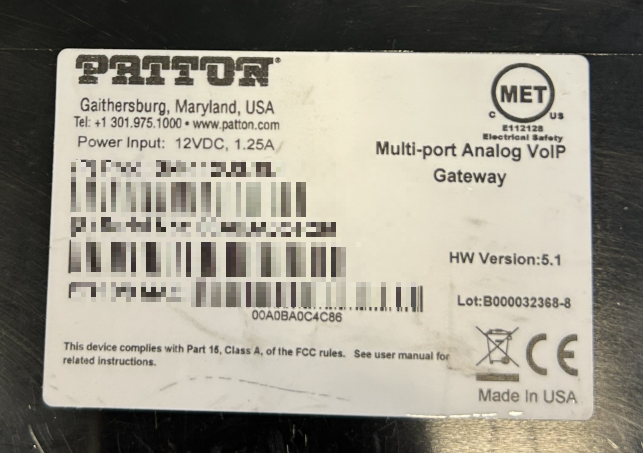 PATTON
Gaithersburg, Maryland, USA
Tel: +1 301.975.1000 • www.patton.com
Power Input: 12VDC, 1.25A
00A0BA0C4C86
This device complies with Part 15, Class A, of the FCC rules. See user manual for
related instructions.
MET
C US
E112128
Electrical Safety
Multi-port Analog VoIP
Gateway
HW Version:5.1
Lot:B000032368-8
CE
Made In USA